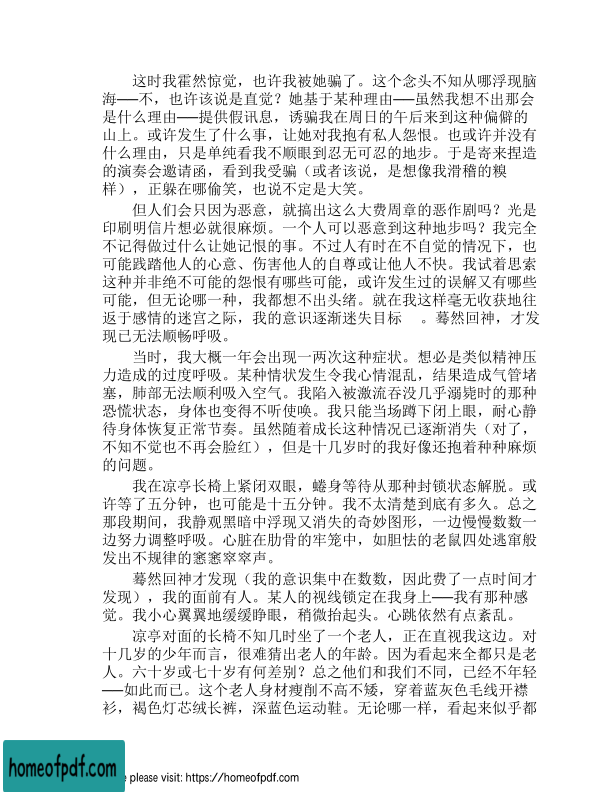 这时我霍然惊觉，也许我被她骗了。这个念头不知从哪浮现脑
海──不，也许该说是直觉？她基于某种理由──虽然我想不出那会
是什么理由──提供假讯息，诱骗我在周日的午后来到这种偏僻的
山上。或许发生了什么事，让她对我抱有私人怨恨。也或许并没有
什么理由，只是单纯看我不顺眼到忍无可忍的地步。于是寄来捏造
的演奏会邀请函，看到我受骗（或者该说，是想像我滑稽的糗
样），正躲在哪偷笑，也说不定是大笑。
但人们会只因为恶意，就搞出这么大费周章的恶作剧吗？光是
印刷明信片想必就很麻烦。一个人可以恶意到这种地步吗？我完全
不记得做过什么让她记恨的事。不过人有时在不自觉的情况下，也
可能践踏他人的心意、伤害他人的自尊或让他人不快。我试着思索
这种并非绝不可能的怨恨有哪些可能，或许发生过的误解又有哪些
可能，但无论哪一种，我都想不出头绪。就在我这样毫无收获地往
返于感情的迷宫之际，我的意识逐渐迷失目标 。蓦然回神，才发
现已无法顺畅呼吸。
当时，我大概一年会出现一两次这种症状。想必是类似精神压
力造成的过度呼吸。某种情状发生令我心情混乱，结果造成气管堵
塞，肺部无法顺利吸入空气。我陷入被激流吞没几乎溺毙时的那种
恐慌状态，身体也变得不听使唤。我只能当场蹲下闭上眼，耐心静
待身体恢复正常节奏。虽然随着成长这种情况已逐渐消失（对了，
不知不觉也不再会脸红），但是十几岁时的我好像还抱着种种麻烦
的问题。
我在凉亭长椅上紧闭双眼，蜷身等待从那种封锁状态解脱。或
许等了五分钟，也可能是十五分钟。我不太清楚到底有多久。总之
那段期间，我静观黑暗中浮现又消失的奇妙图形，一边慢慢数数一
边努力调整呼吸。心脏在肋骨的牢笼中，如胆怯的老鼠四处逃窜般
发出不规律的窸窸窣窣声。
蓦然回神才发现（我的意识集中在数数，因此费了一点时间才
发现），我的面前有人。某人的视线锁定在我身上──我有那种感
觉。我小心翼翼地缓缓睁眼，稍微抬起头。心跳依然有点紊乱。
凉亭对面的长椅不知几时坐了一个老人，正在直视我这边。对
十几岁的少年而言，很难猜出老人的年龄。因为看起来全都只是老
人。六十岁或七十岁有何差别？总之他们和我们不同，已经不年轻
──如此而已。这个老人身材瘦削不高不矮，穿着蓝灰色毛线开襟
衫，褐色灯芯绒长裤，深蓝色运动鞋。无论哪一样，看起来似乎都
homeofpdf.com
e please visit: https://homeofpdf.com